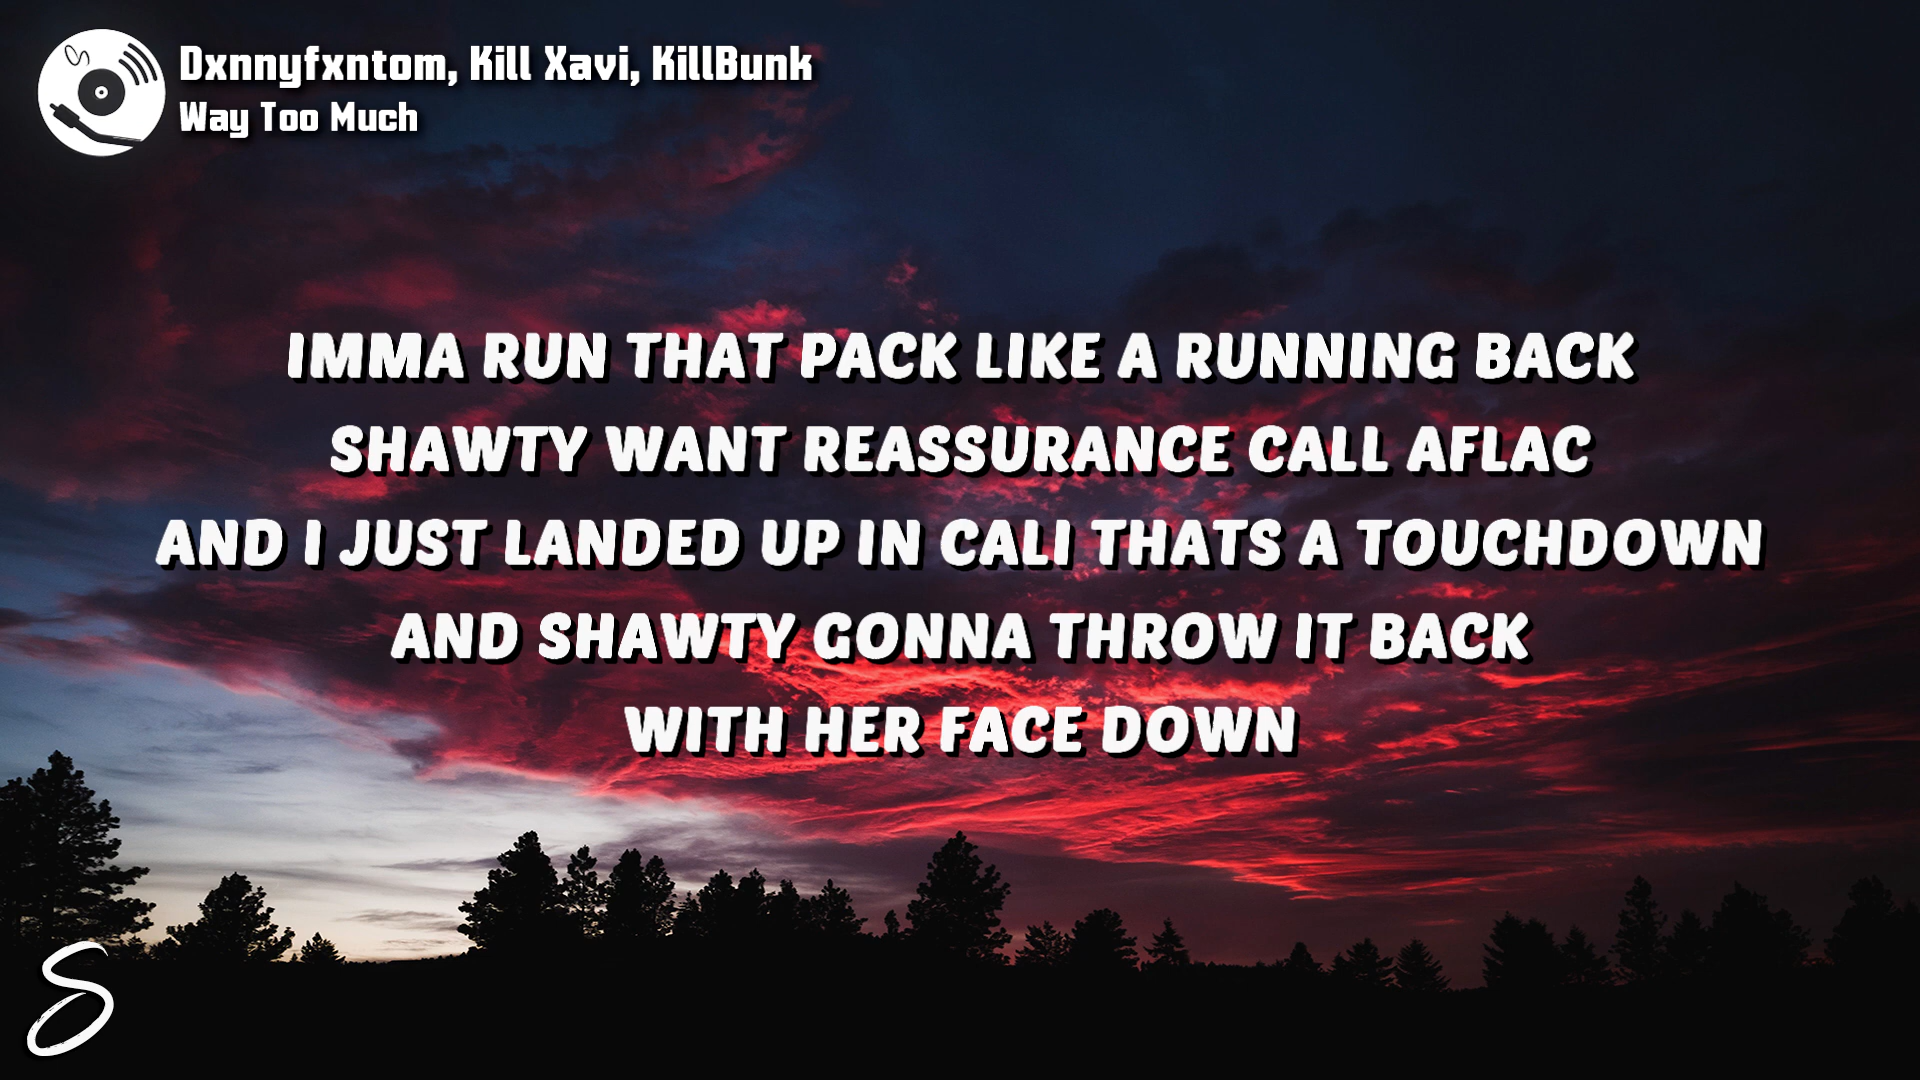 Dxnnyfxntom, Kill Xavi, KillBunk
Way Too Much
IMMA RUN THAT PACK LIKE A RUNNING BACK
SHAWTY WANT REASSURANCE CALL AFLAC
AND I JUST LANDED UP IN CALI THATS A TOUCHDOWN
AND SHAWTY GONNA THROW IT BACK
WITH HER FACE DOWN
S